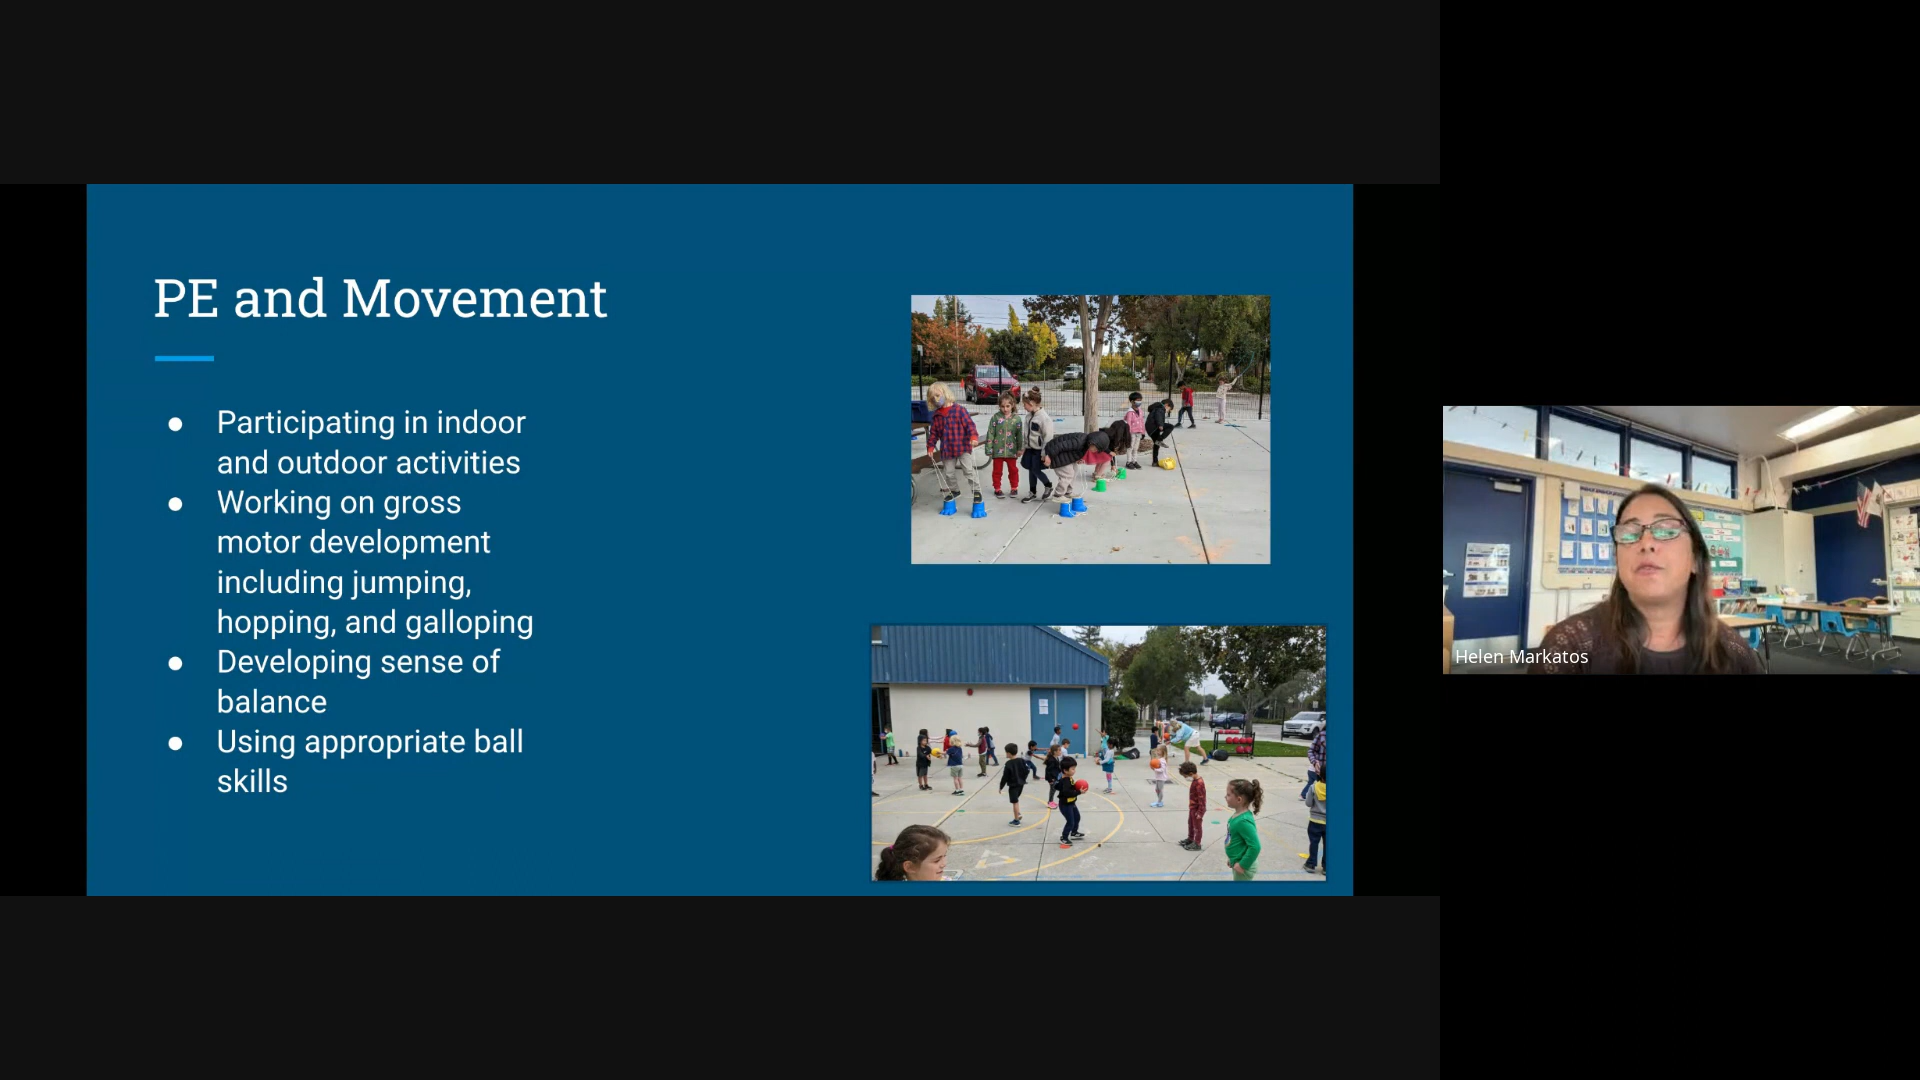 PE and Movement
● Participating in indoor
and outdoor activities
● Working on gross
motor development
including jumping,
hopping, and galloping
● Developing sense of
balance
● Using appropriate ball
skills
Helen Markatos